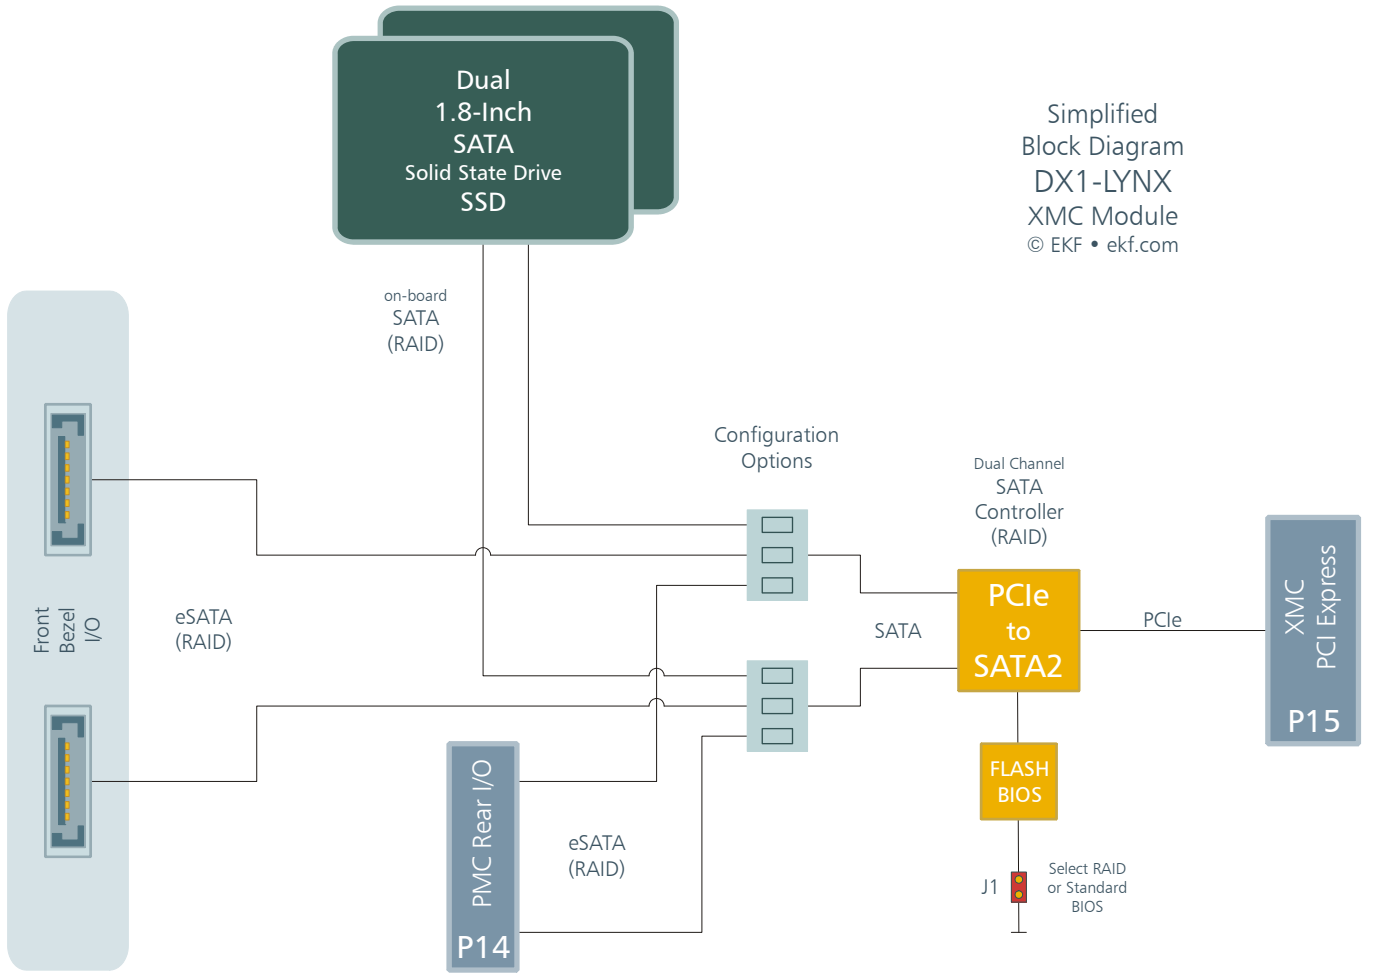 Dual
1.8-Inch
SATA
Solid State Drive
SSD
Simplified
Block Diagram
DX1-LYNX
XMC Module
© EKF • ekf.com
on-board
SATA
(RAID)
Configuration
Options
Dual Channel
SATA
Controller
(RAID)
Front
Bezel
I/O
eSATA
(RAID)
SATA
PCIe
to
SATA2
PCIe
XMC
PCI Express
P15
FLASH
BIOS
PMC Rear I/O
P14
eSATA
(RAID)
J1
Select RAID
or Standard
BIOS